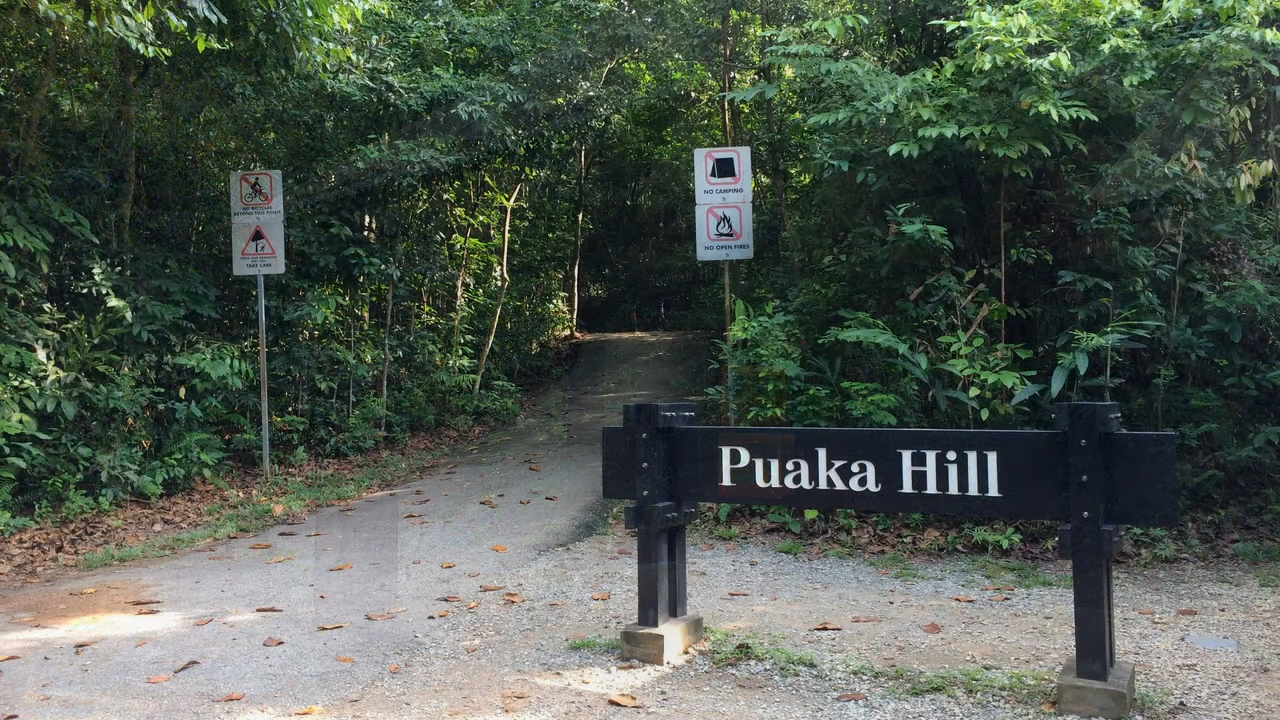 NO BICYCLES
BEYOND THIS POINT
TAKE CARE
NO CAMPING
NO OPEN FIRES
Puaka Hill